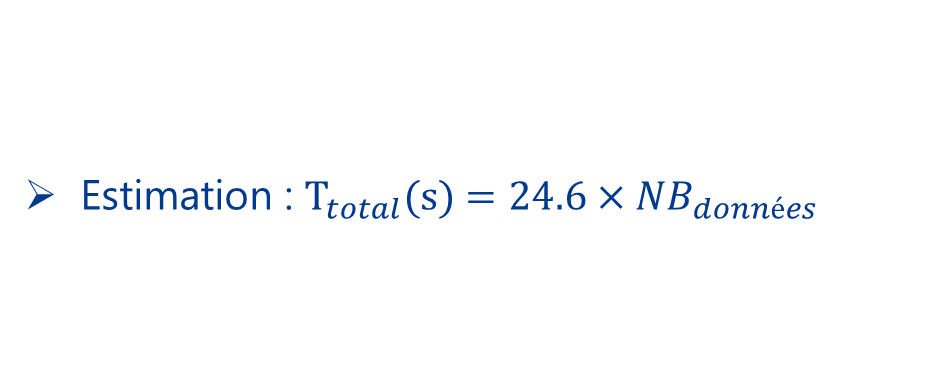 ➢ Estimation : T_total(s) = 24.6 × NB_données